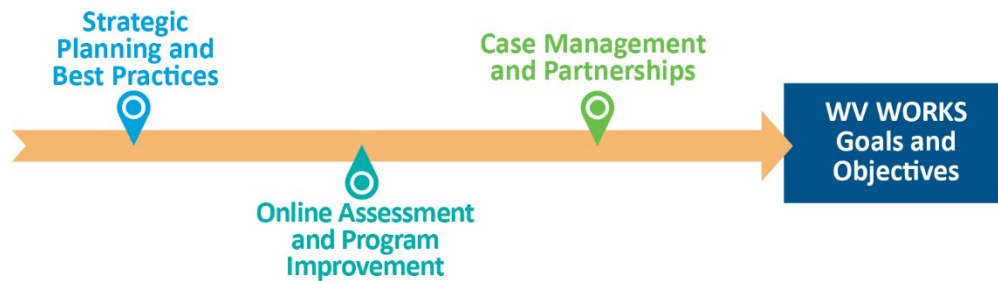 Strategic
Planning and
Best Practices
Online Assessment
and Program
Improvement
Case Management
and Partnerships
WV WORKS
Goals and
Objectives